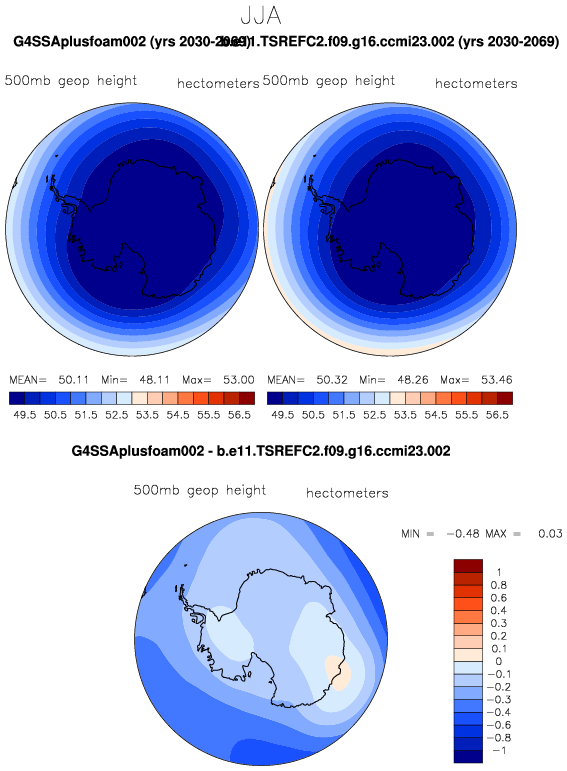 JJA
G4SSAplusfoam002 (yrs 2030-2069) b.e11.TSREFC2.f09.g16.ccmi23.002 (yrs 2030-2069)
500mb geop height hectometers 500mb geop height hectometers
MEAN= 50.11 Min= 48.11 Max= 53.00 MEAN= 50.32 Min= 48.26 Max= 53.46
49.5 50.5 51.5 52.5 53.5 54.5 55.5 56.5 49.5 50.5 51.5 52.5 53.5 54.5 55.5 56.5
G4SSAplusfoam002 - b.e11.TSREFC2.f09.g16.ccmi23.002
500mb geop height hectometers
MIN = -0.48 MAX = 0.03
1
0.8
0.6
0.4
0.3
0.2
0.1
0
-0.1
-0.2
-0.3
-0.4
-0.6
-0.8
-1